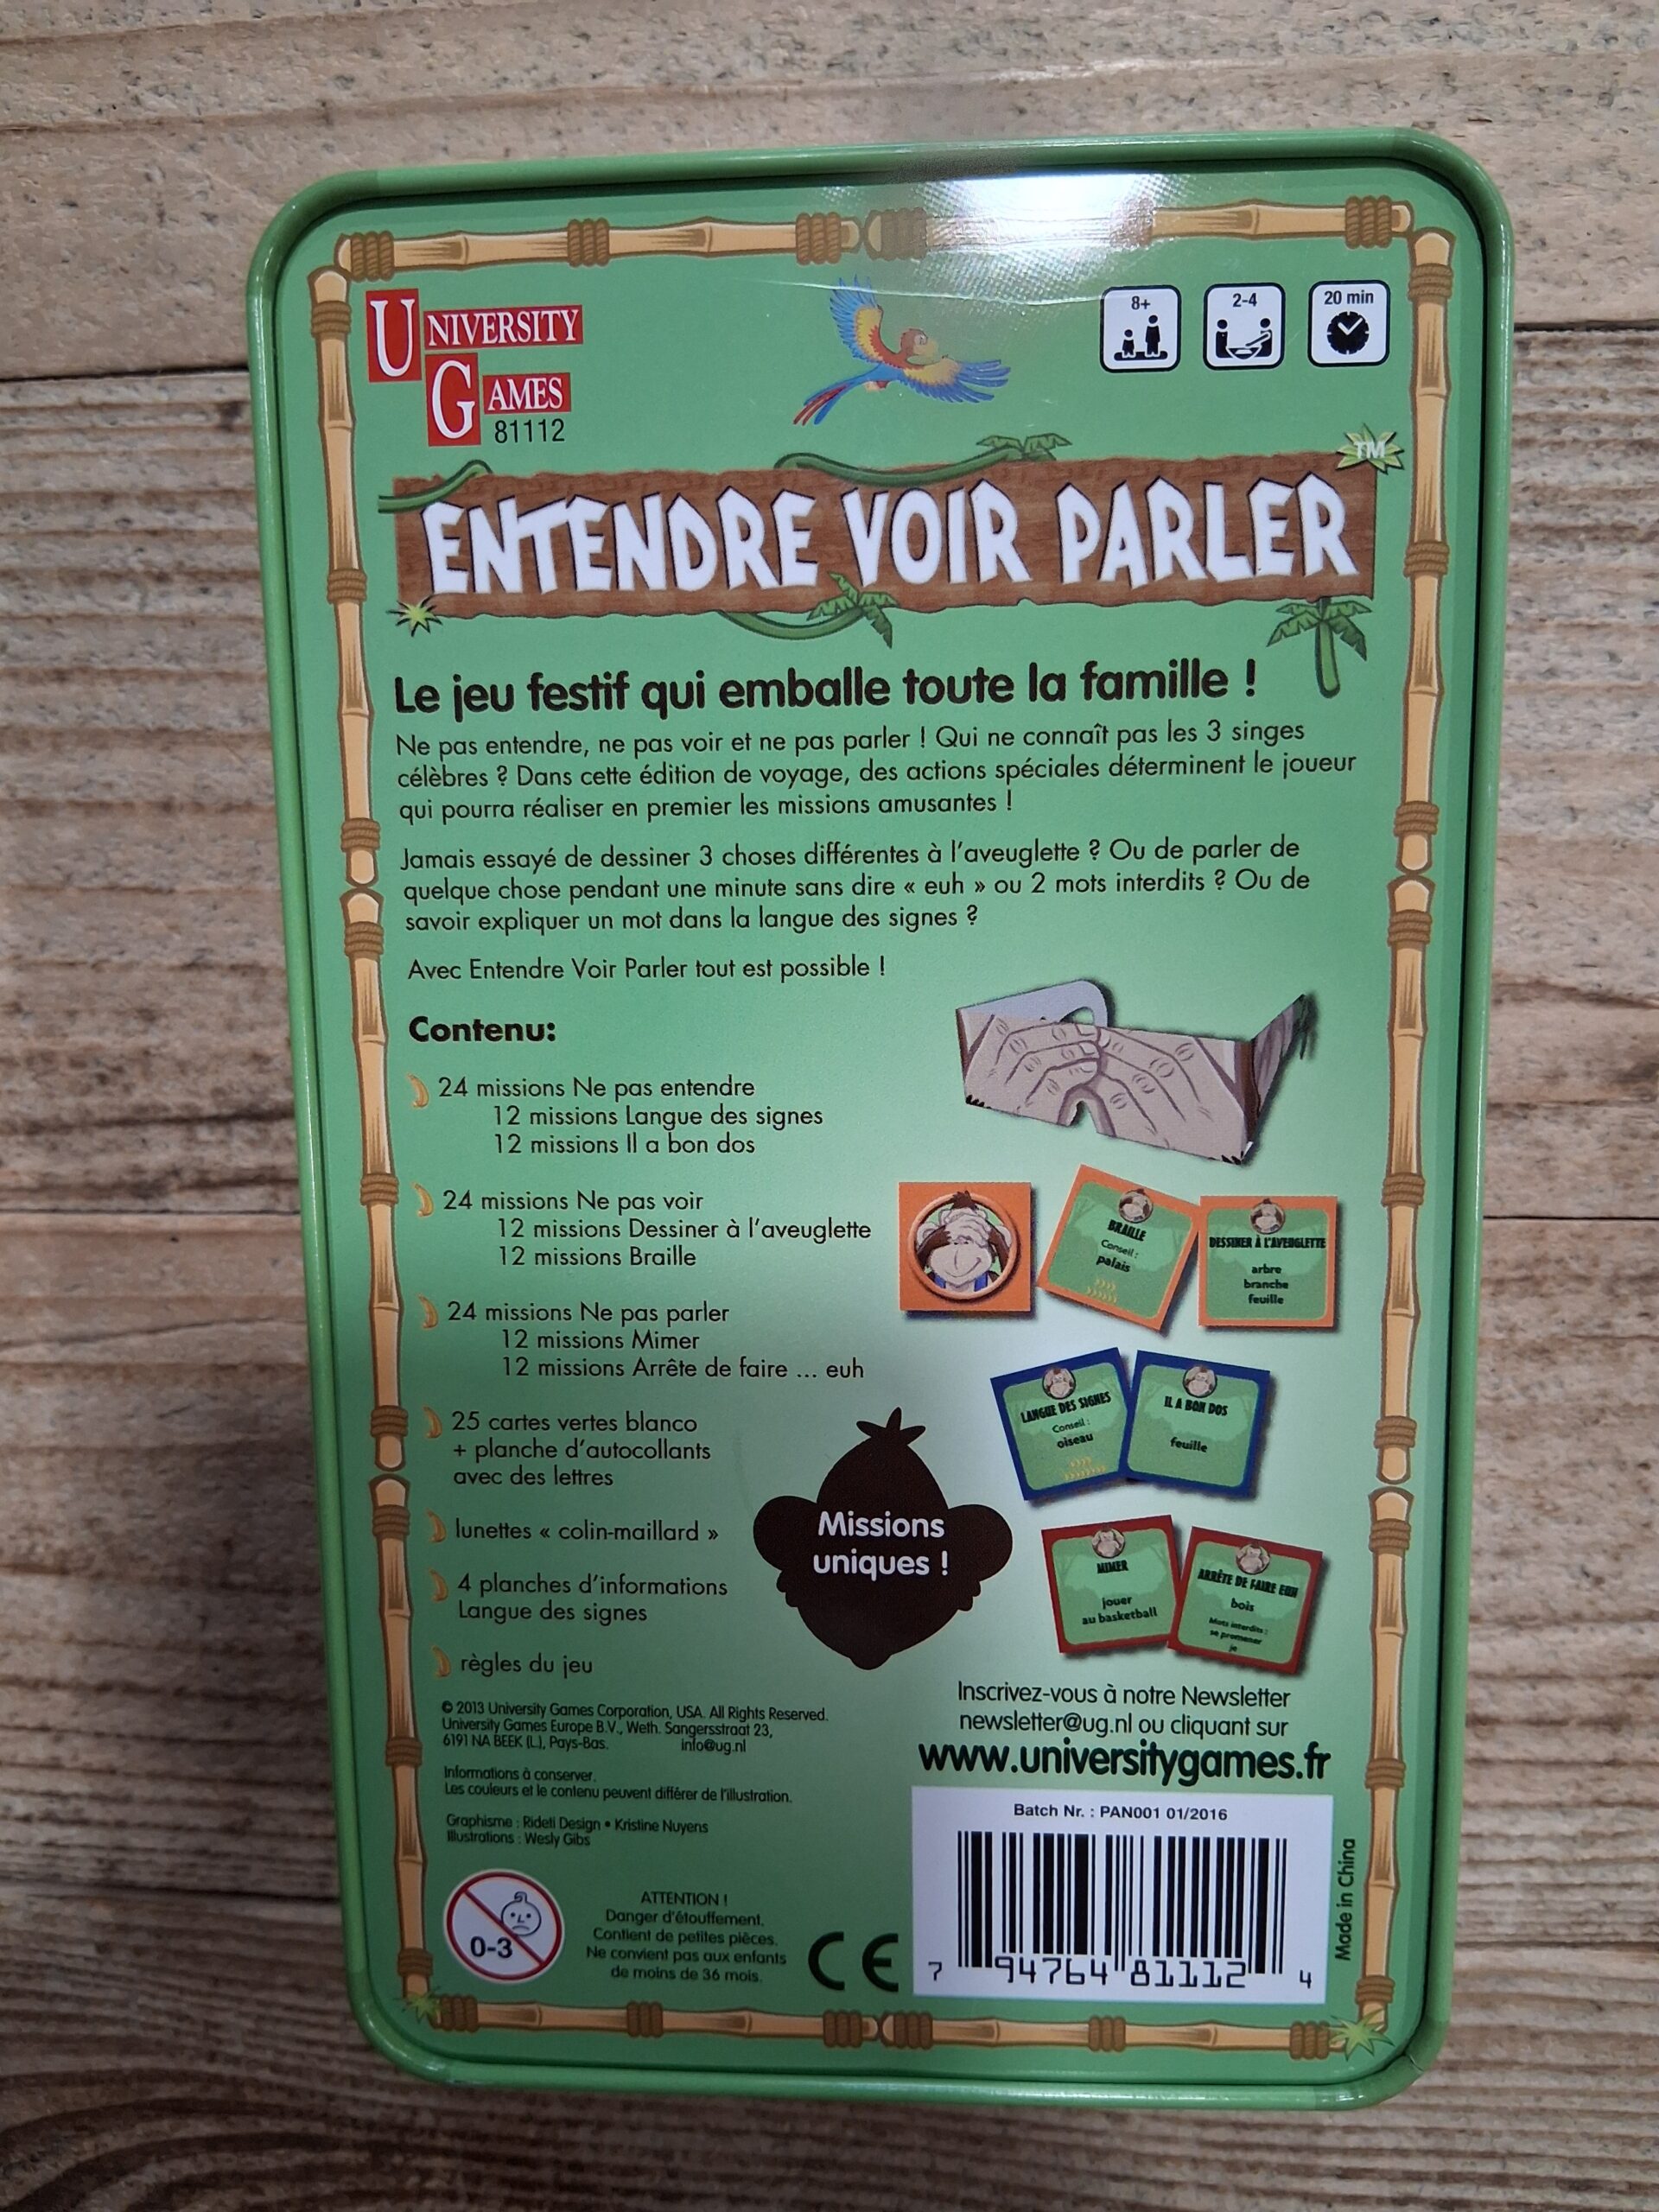 UNIVERSITY
GAMES
81112
8+
2-4
20 min
ENTENDRE VOIR PARLER
TM
Le jeu festif qui emballe toute la famille !
Ne pas entendre, ne pas voir et ne pas parler ! Qui ne connaît pas les 3 singes
célèbres ? Dans cette édition de voyage, des actions spéciales déterminent le joueur
qui pourra réaliser en premier les missions amusantes !
Jamais essayé de dessiner 3 choses différentes à l'aveuglette ? Ou de parler de
quelque chose pendant une minute sans dire « euh » ou 2 mots interdits ? Ou de
savoir expliquer un mot dans la langue des signes ?
Avec Entendre Voir Parler tout est possible !
Contenu:
24 missions Ne pas entendre
12 missions Langue des signes
12 missions Il a bon dos
24 missions Ne pas voir
12 missions Dessiner à l'aveuglette
12 missions Braille
24 missions Ne pas parler
12 missions Mimer
12 missions Arrête de faire ... euh
25 cartes vertes blanco
+ planche d'autocollants
avec des lettres
lunettes « colin-maillard »
4 planches d'informations
Langue des signes
règles du jeu
BRAILLE
Conseil :
palais
DESSINER À L'AVEUGLETTE
arbre
branche
feuille
LANGUE DES SIGNES
Conseil :
oiseau
IL A BON DOS
feuille
Missions
uniques !
MIMER
jouer
au basketball
ARRÊTE DE FAIRE EUH
bois
Mots interdits :
se promener
je
© 2013 University Games Corporation, USA. All Rights Reserved.
University Games Europe B.V., Weth. Sangersstraat 23,
6191 NA BEEK (L), Pays-Bas. info@ug.nl
Informations à conserver.
Les couleurs et le contenu peuvent différer de l'illustration.
Graphisme : Rideti Design • Kristine Nuyens
Illustrations : Wesly Gibs
Inscrivez-vous à notre Newsletter
newsletter@ug.nl ou cliquant sur
www.universitygames.fr
0-3
ATTENTION !
Danger d'étouffement.
Contient de petites pièces.
Ne convient pas aux enfants
de moins de 36 mois.
CE
Batch Nr. : PAN001 01/2016
7 94764 81112 4
Made in China